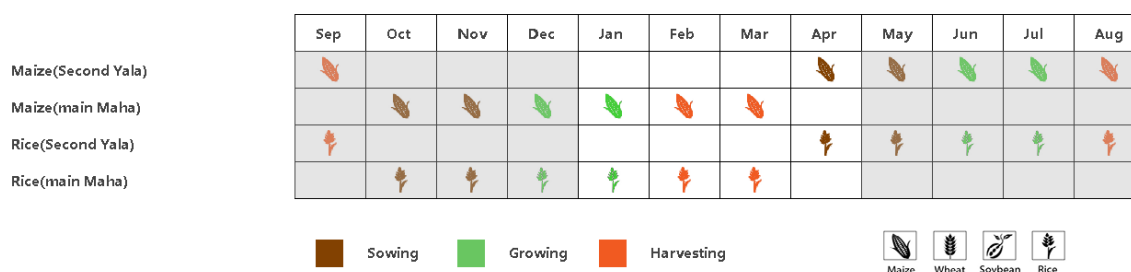 Sep Oct Nov Dec Jan Feb Mar Apr May Jun Jul Aug
Maize(Second Yala)
Maize(main Maha)
Rice(Second Yala)
Rice(main Maha)
Sowing Growing Harvesting
Maize Wheat Soybean Rice